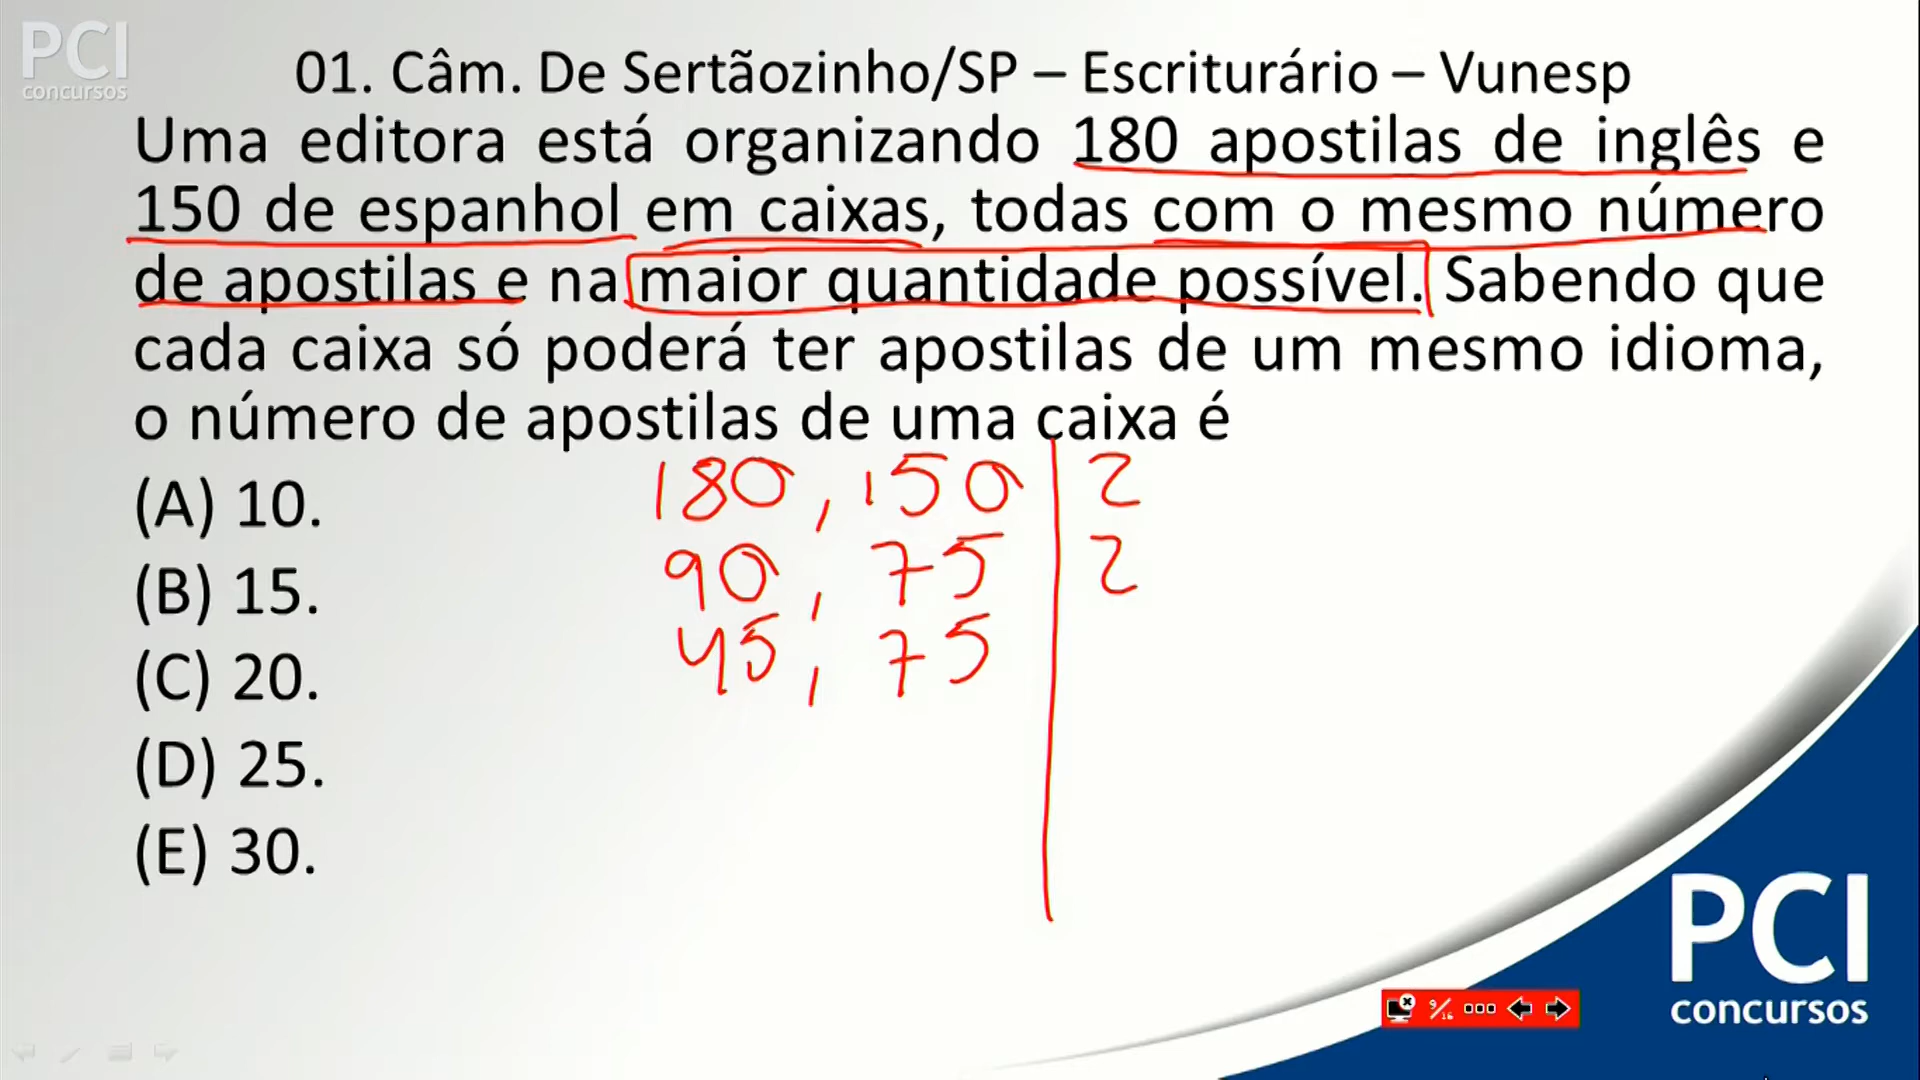 PCI
concursos
01. Câm. De Sertãozinho/SP – Escriturário – Vunesp
Uma editora está organizando 180 apostilas de inglês e
150 de espanhol em caixas, todas com o mesmo número
de apostilas e na maior quantidade possível. Sabendo que
cada caixa só poderá ter apostilas de um mesmo idioma,
o número de apostilas de uma caixa é
(A) 10.
(B) 15.
(C) 20.
(D) 25.
(E) 30.
180, 150 | 2
90, 75 | 2
45, 75
9/16
PCI
concursos